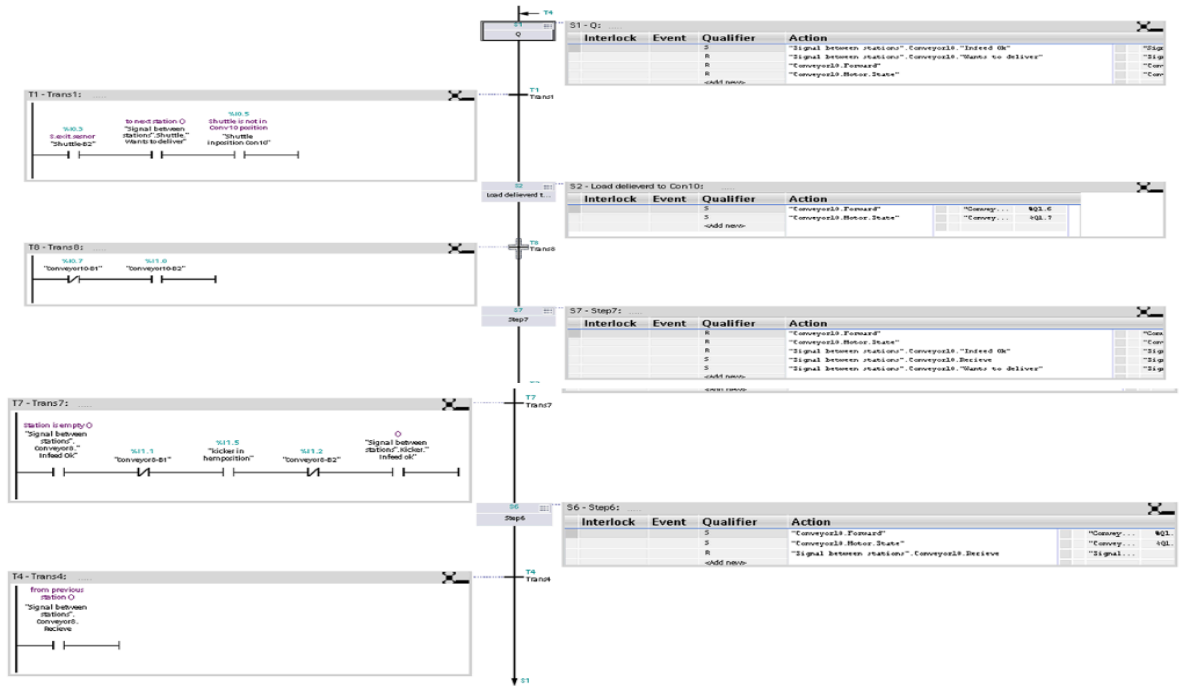 T4
S1
Q
S1 - Q:
Interlock Event Qualifier Action
S "Signal between stations".Conveyor10."Infeed Ok"
R "Signal between stations".Conveyor10."Wants to deliver"
R "Conveyor10.Forward"
R "Conveyor10.Motor.State"
<Add new>
T1 - Trans1:
T1
Trans1
%I0.3
S.exit sesnor
"Shuttle-B2"
to next station ()
"Signal between
stations".Shuttle."
Wants to deliver"
%I0.5
Shuttle is not in
Conv10 position
"Shuttle
inposition Con10"
S2
Load delieverd t...
S2 - Load delieverd to Con10:
Interlock Event Qualifier Action
S "Conveyor10.Forward" "Convey... %Q1.6
S "Conveyor10.Motor.State" "Convey... %Q1.7
<Add new>
T8 - Trans8:
T8
Trans8
%I0.7
"Conveyor10-B1"
%I1.0
"Conveyor10-B2"
S7
Step7
S7 - Step7:
Interlock Event Qualifier Action
R "Conveyor10.Forward"
R "Conveyor10.Motor.State"
R "Signal between stations".Conveyor10."Infeed Ok"
S "Signal between stations".Conveyor10.Recieve
S "Signal between stations".Conveyor10."Wants to deliver"
<Add new>
T7 - Trans7:
T7
Trans7
Station is empty ()
"Signal between
stations".
Conveyor8."
Infeed Ok"
%I1.1
"Conveyor8-B1"
%I1.5
"kicker in
homposition"
%I1.2
"Conveyor8-B2"
()
"Signal between
stations".Kicker."
Infeed ok"
S6
Step6
S6 - Step6:
Interlock Event Qualifier Action
S "Conveyor10.Forward" "Convey... %Q1.
S "Conveyor10.Motor.State" "Convey... %Q1.
R "Signal between stations".Conveyor10.Recieve "Signal...
<Add new>
T4 - Trans4:
T4
Trans4
from previous
station ()
"Signal between
stations".
Conveyor8.
Recieve
S1